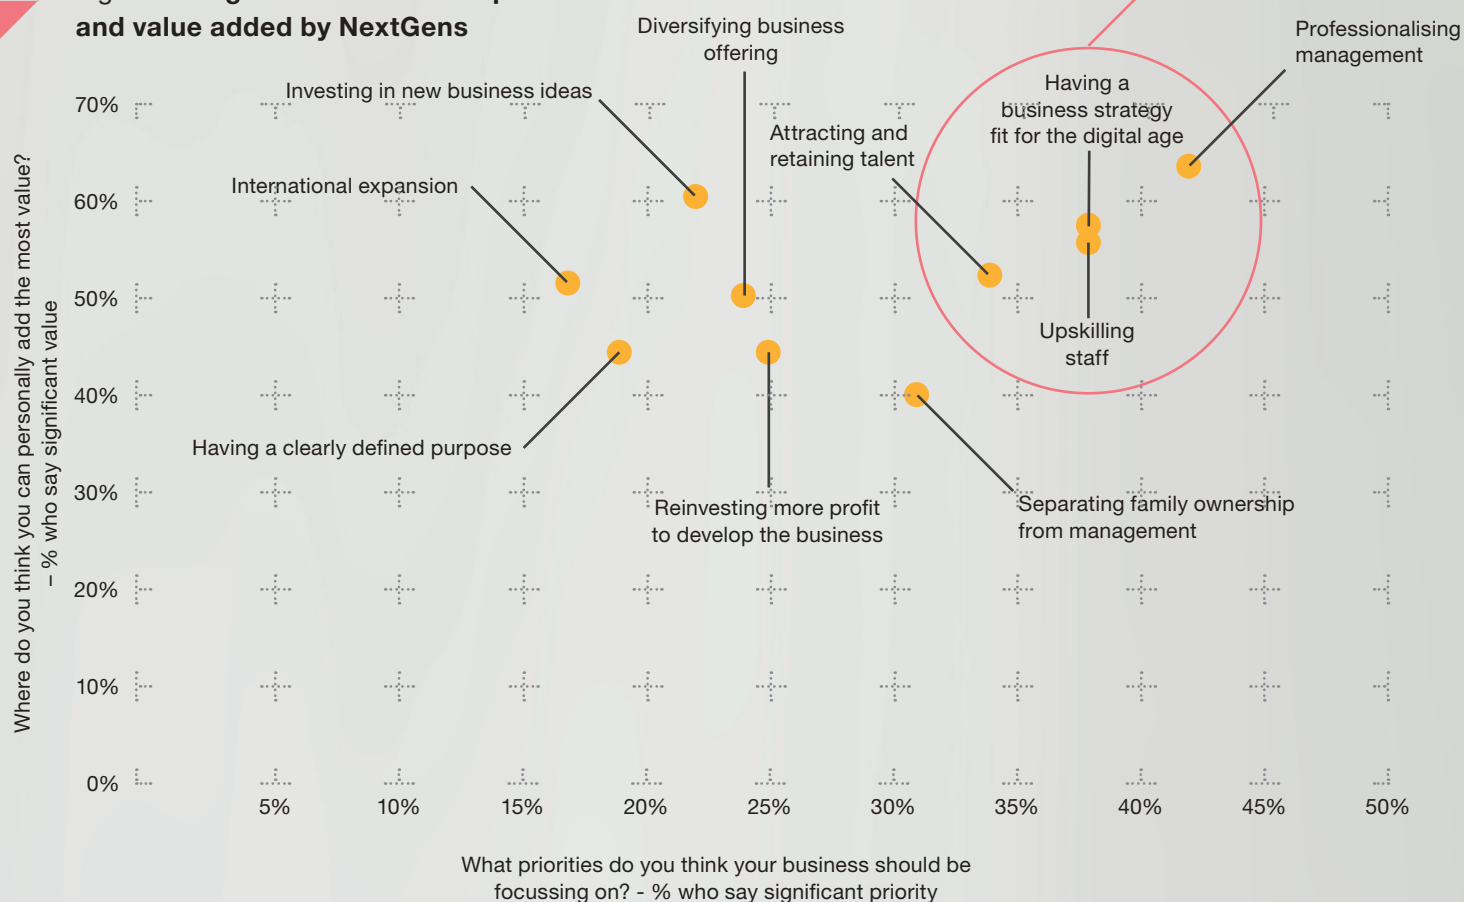 and value added by NextGens
Diversifying business
offering
Professionalising
management
Investing in new business ideas
Having a
business strategy
fit for the digital age
Attracting and
retaining talent
International expansion
Upskilling
staff
Having a clearly defined purpose
Reinvesting more profit
to develop the business
Separating family ownership
from management
Where do you think you can personally add the most value?
– % who say significant value
70%
60%
50%
40%
30%
20%
10%
0%
5% 10% 15% 20% 25% 30% 35% 40% 45% 50%
What priorities do you think your business should be
focussing on? - % who say significant priority